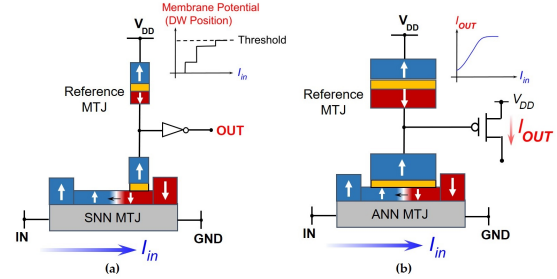 Membrane Potential
(DW Position)
V_DD
Threshold
I_in
Reference
MTJ
OUT
SNN MTJ
IN
GND
I_in
(a)
V_DD
I_OUT
I_in
Reference
MTJ
V_DD
I_OUT
ANN MTJ
IN
GND
I_in
(b)